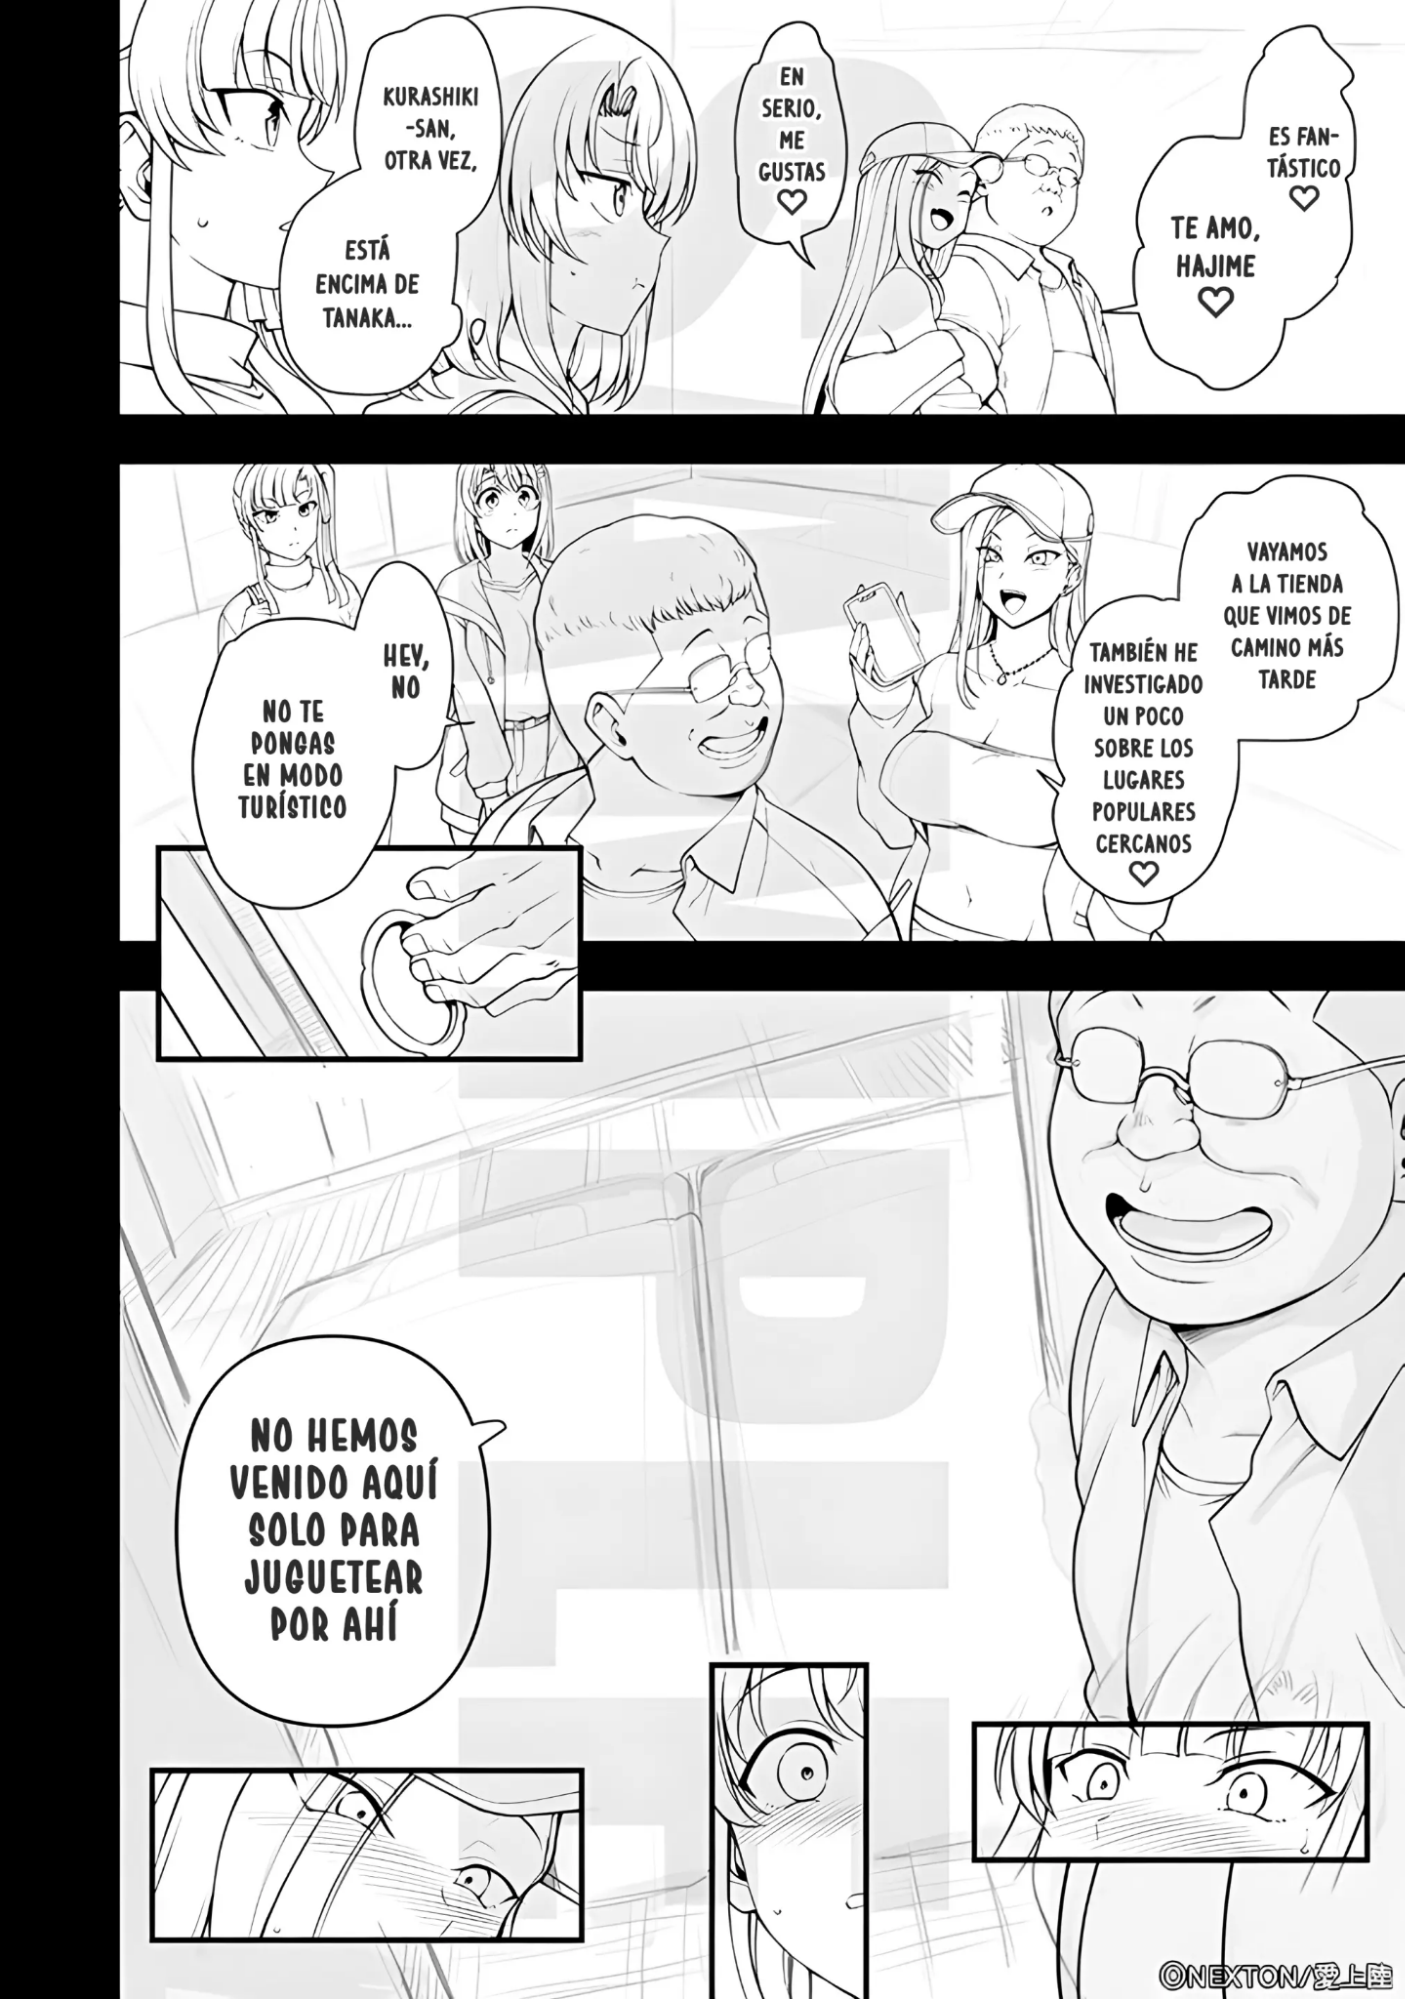 ES FAN-
TÁSTICO
♡
TE AMO,
HAJIME
♡
EN
SERIO,
ME
GUSTAS
♡
KURASHIKI
-SAN,
OTRA VEZ,
ESTÁ
ENCIMA DE
TANAKA...
VAYAMOS
A LA TIENDA
QUE VIMOS DE
CAMINO MÁS
TARDE
TAMBIÉN HE
INVESTIGADO
UN POCO
SOBRE LOS
LUGARES
POPULARES
CERCANOS
♡
HEY,
NO
NO TE
PONGAS
EN MODO
TURÍSTICO
NO HEMOS
VENIDO AQUÍ
SOLO PARA
JUGUETEAR
POR AHÍ
©NEXTON/愛上陸